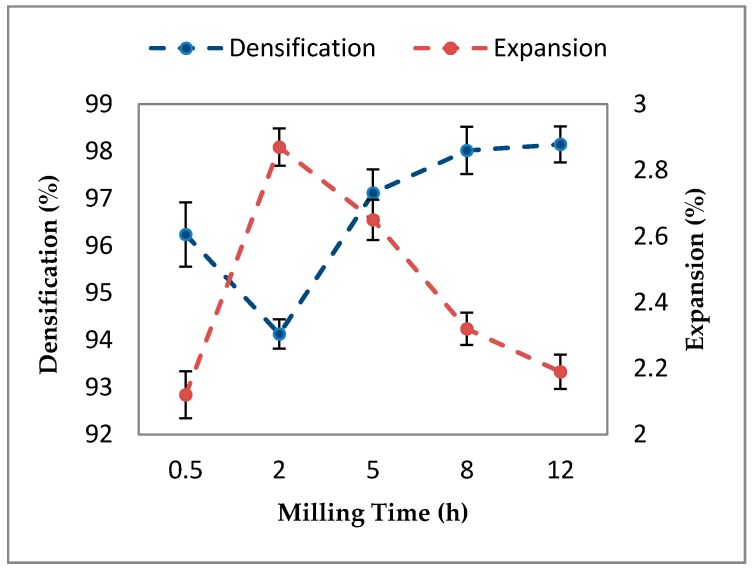 Densification Expansion
99 3
98 2.8
97
96 2.6
95 2.4
94
93 2.2
92 2
Densification (%)
Expansion (%)
0.5 2 5 8 12
Milling Time (h)